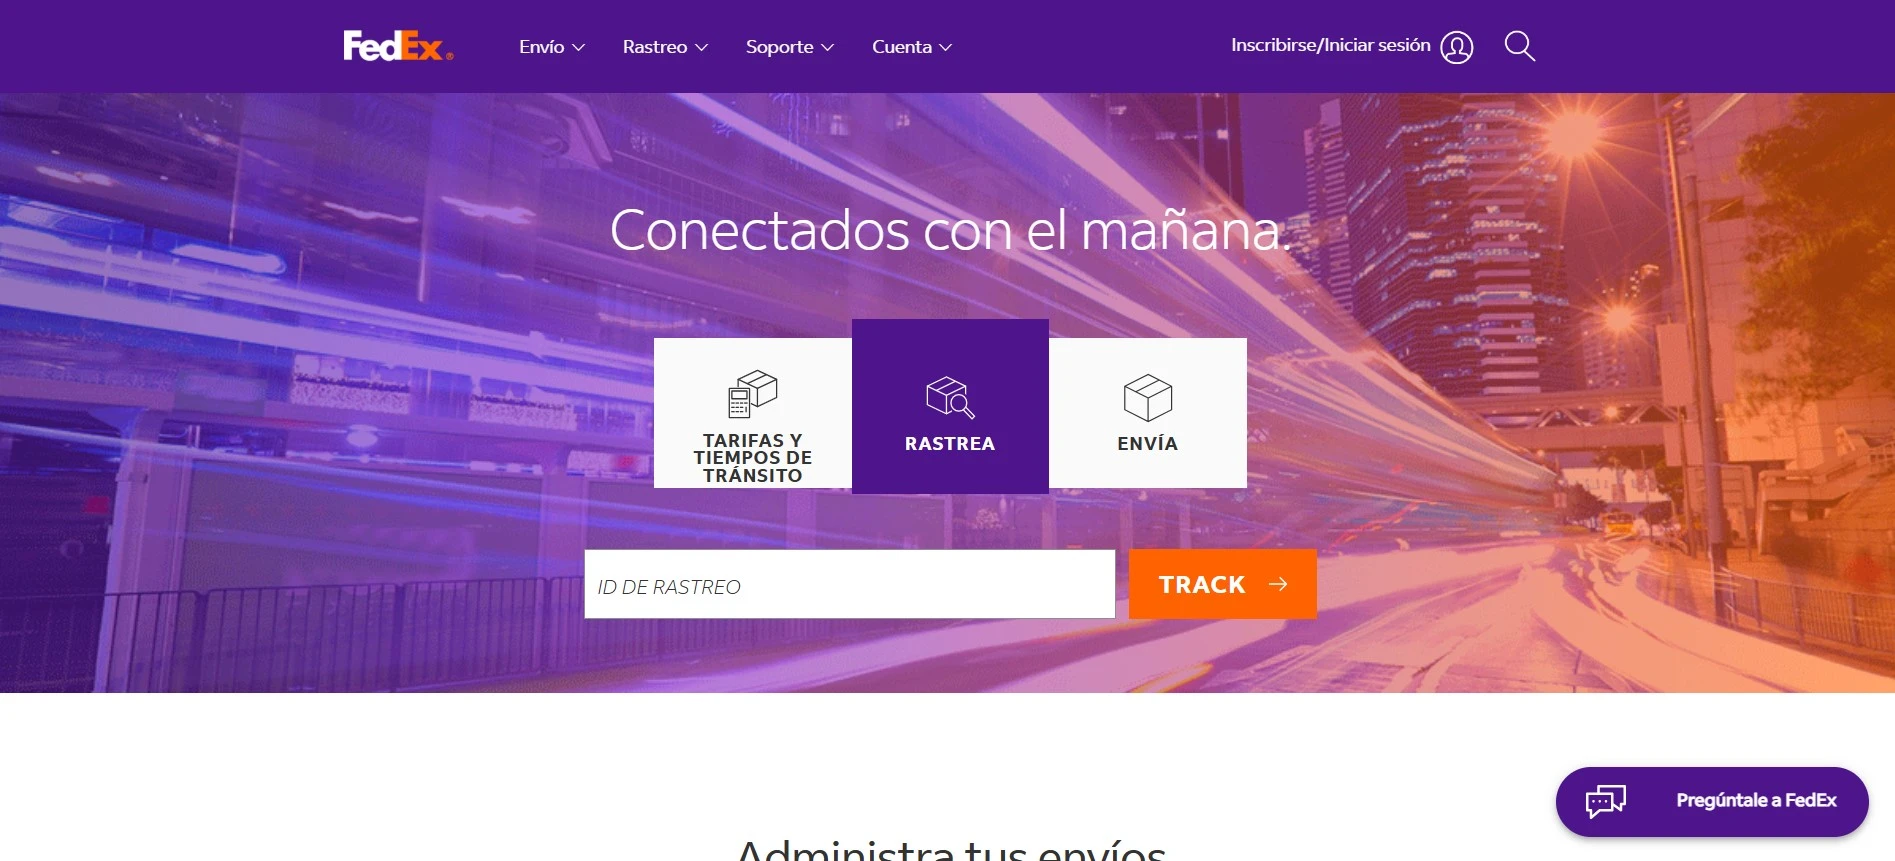 FedEx®
Envío
Rastreo
Soporte
Cuenta
Inscribirse/Iniciar sesión
Conectados con el mañana.
TARIFAS Y
TIEMPOS DE
TRÁNSITO
RASTREA
ENVÍA
ID DE RASTREO
TRACK
Pregúntale a FedEx
Administra tus envíos